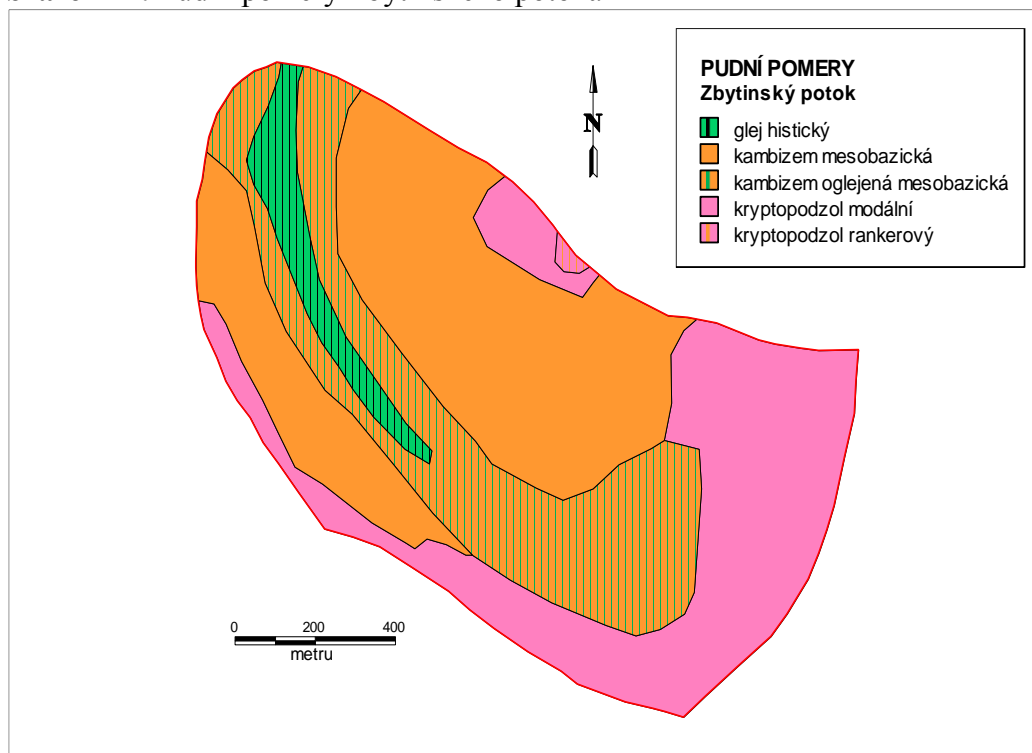 PUDNÍ POMERY
Zbytinský potok
glej histický
kambizem mesobazická
kambizem oglejená mesobazická
kryptopodzol modální
kryptopodzol rankerový
N
0 200 400
metru